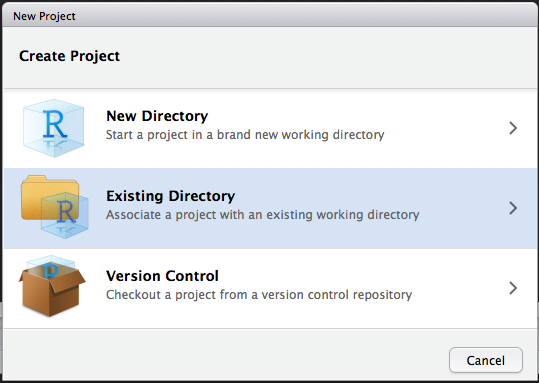 New Project
Create Project
R
New Directory
Start a project in a brand new working directory
R
Existing Directory
Associate a project with an existing working directory
R
Version Control
Checkout a project from a version control repository
Cancel